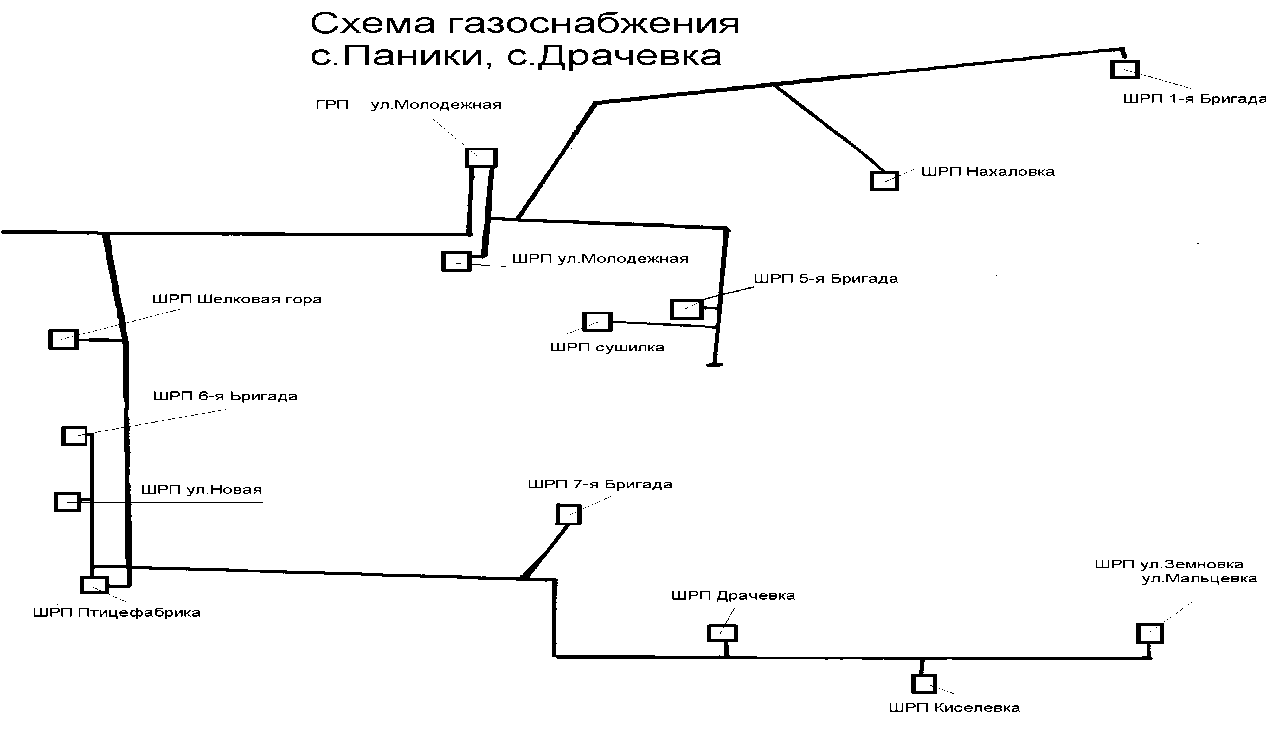 Схема газоснабжения
с.Паники, с.Драчевка
ГРП ул.Молодежная
ШРП 1-я Бригада
ШРП Нахаловка
ШРП ул.Молодежная
ШРП 5-я Бригада
ШРП Шелковая гора
ШРП сушилка
ШРП 6-я Бригада
ШРП ул.Новая
ШРП 7-я Бригада
ШРП ул.Земновка
ул.Мальцевка
ШРП Драчевка
ШРП Птицефабрика
ШРП Киселевка